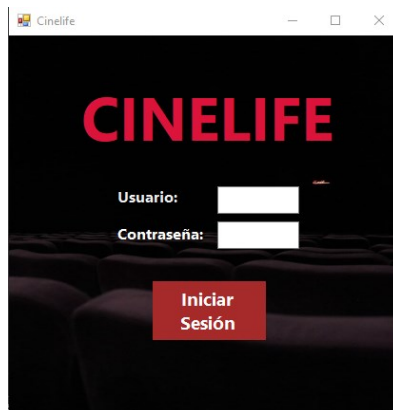 Cinelife
CINELIFE
Usuario:
Contraseña:
Iniciar
Sesión